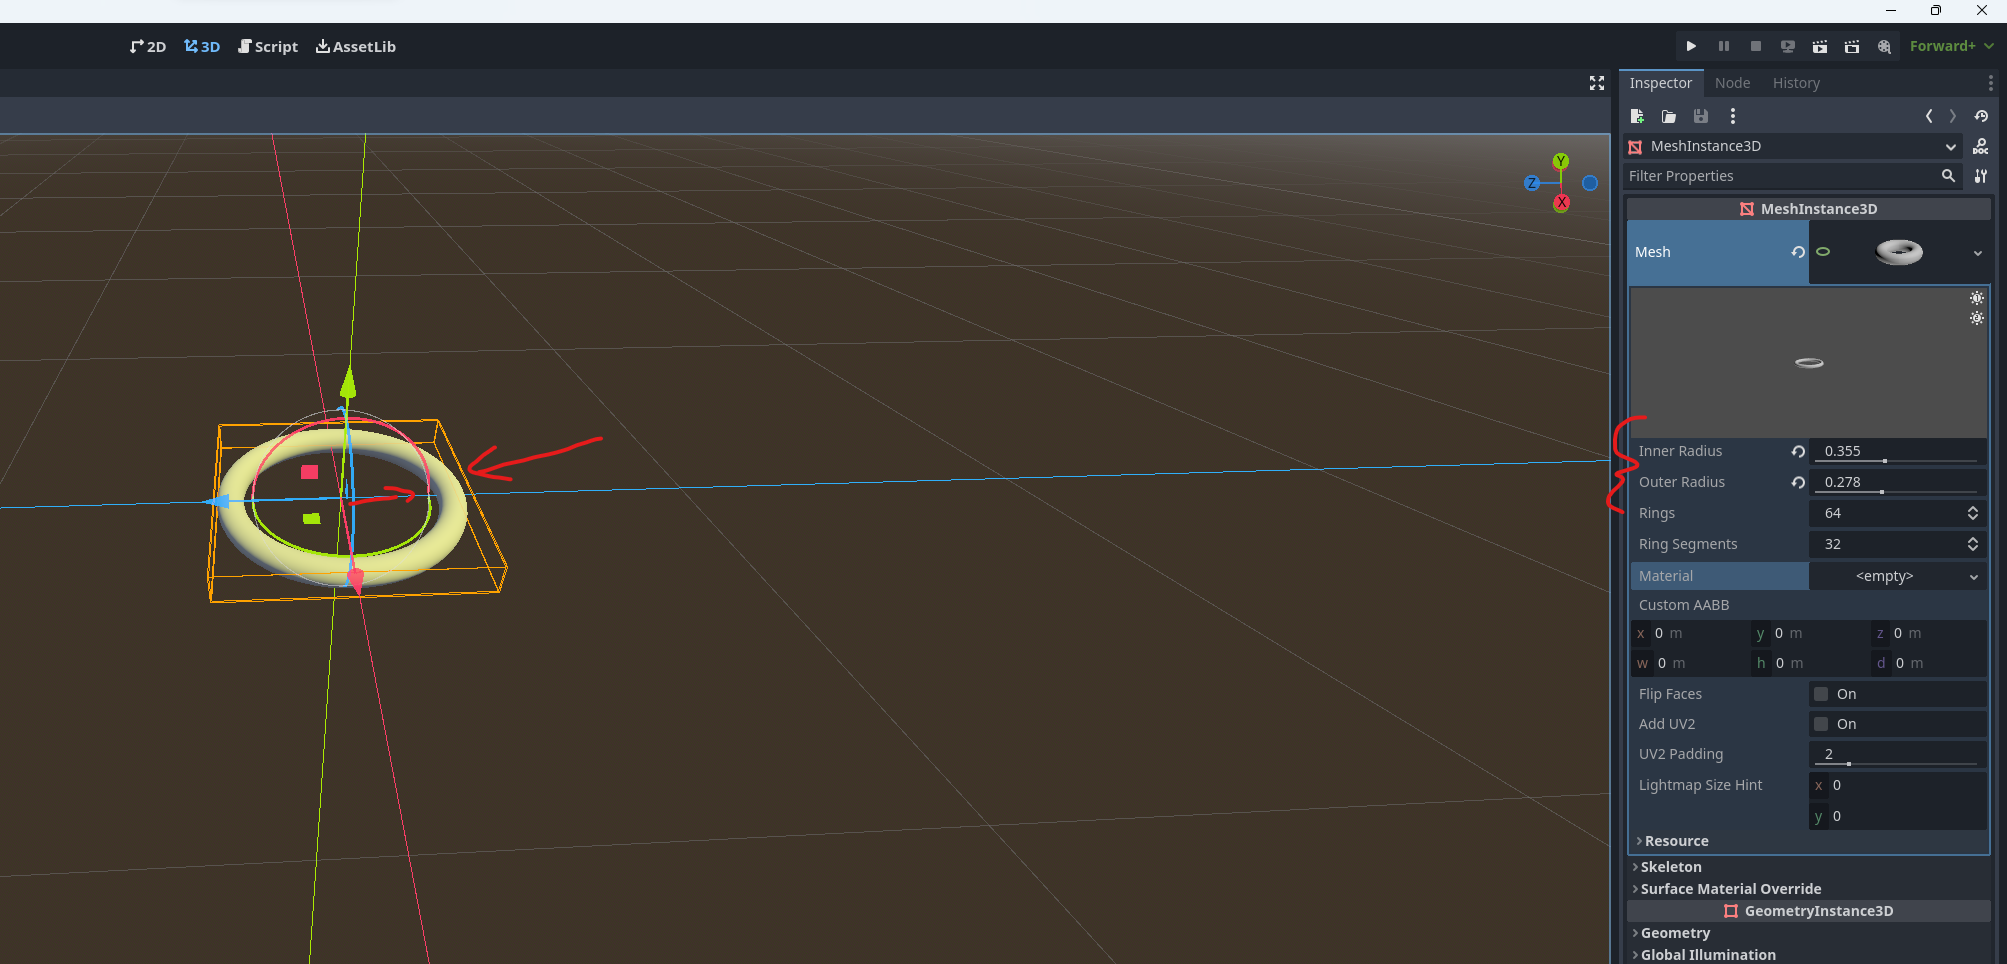 2D 3D Script AssetLib Forward+
Inspector Node History
MeshInstance3D DOC
Filter Properties
Y
Z
X
MeshInstance3D
Mesh
Inner Radius 0.355
Outer Radius 0.278
Rings 64
Ring Segments 32
Material <empty>
Custom AABB
x 0 m y 0 m z 0 m
w 0 m h 0 m d 0 m
Flip Faces On
Add UV2 On
UV2 Padding 2
Lightmap Size Hint x 0
y 0
Resource
Skeleton
Surface Material Override
GeometryInstance3D
Geometry
Global Illumination